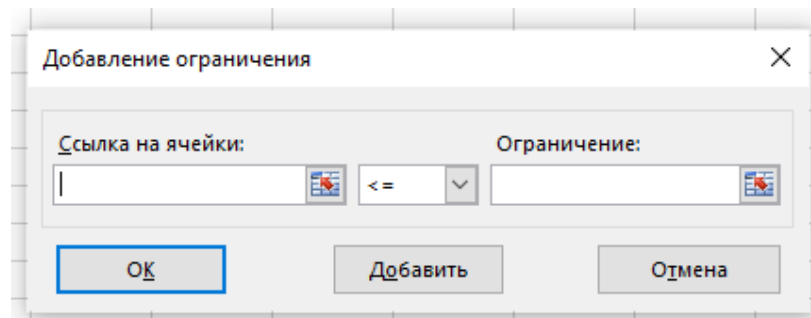 Добавление ограничения
Ссылка на ячейки:
Ограничение:
<=
ОК
Добавить
Отмена